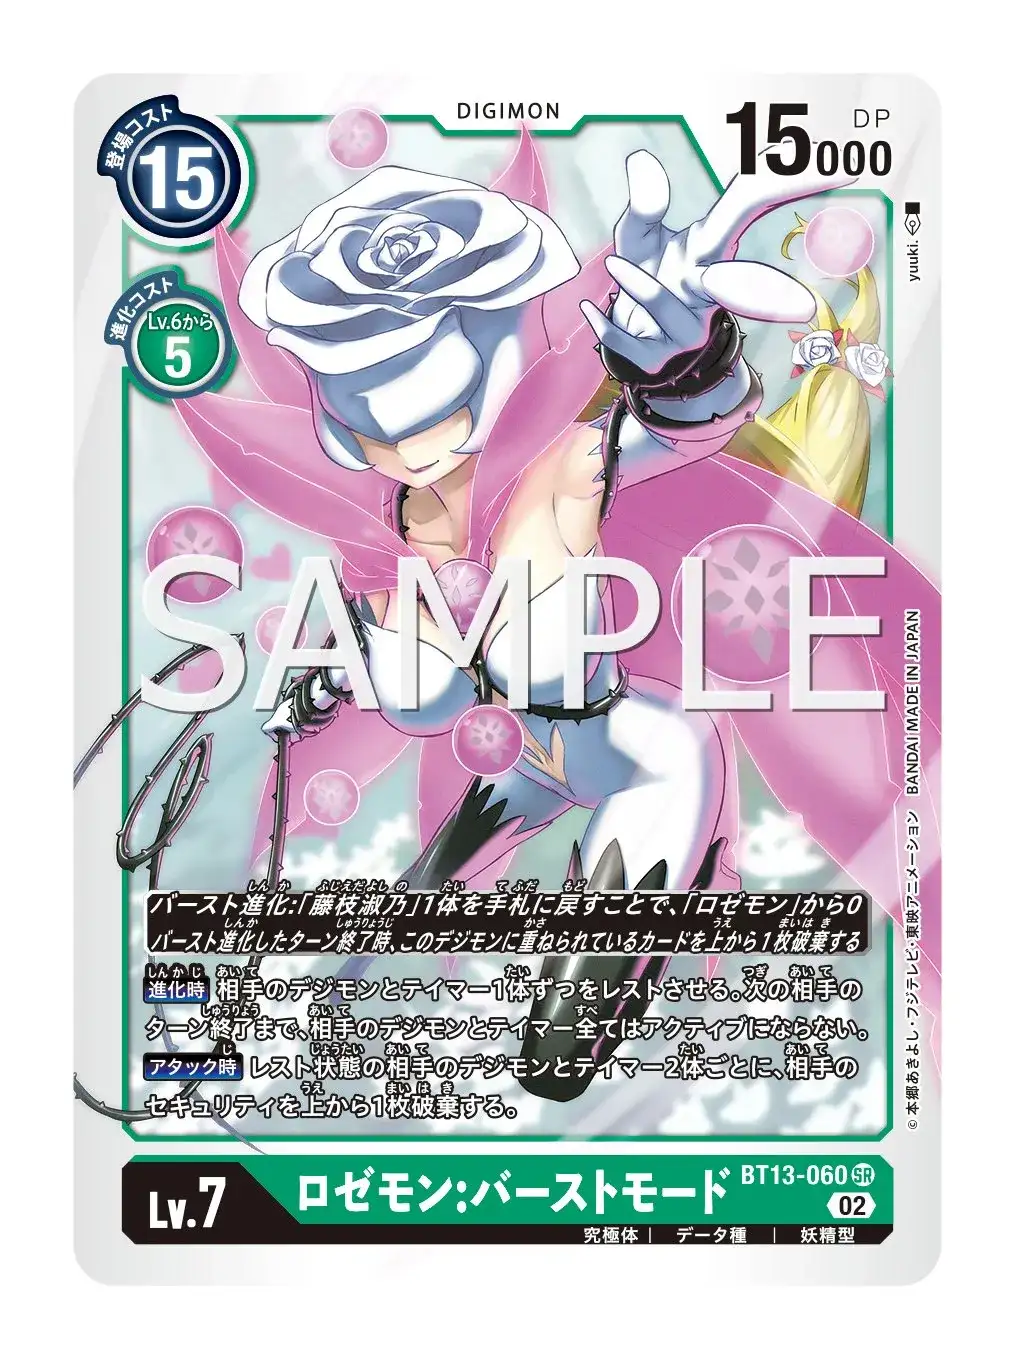 DIGIMON
登場コスト
15
15000 DP
進化コスト
Lv.6から
5
yuuki.
SAMPLE
BANDAI MADE IN JAPAN
©本郷あきよし・フジテレビ・東映アニメーション
バースト進化:「藤枝淑乃」1体を手札に戻すことで、「ロゼモン」から0
バースト進化したターン終了時、このデジモンに重ねられているカードを上から1枚破棄する
進化時 相手のデジモンとテイマー1体ずつをレストさせる。次の相手の
ターン終了まで、相手のデジモンとテイマー全てはアクティブにならない。
アタック時 レスト状態の相手のデジモンとテイマー2体ごとに、相手の
セキュリティを上から1枚破棄する。
Lv.7
ロゼモン:バーストモード
BT13-060 SR
02
究極体 | データ種 | 妖精型